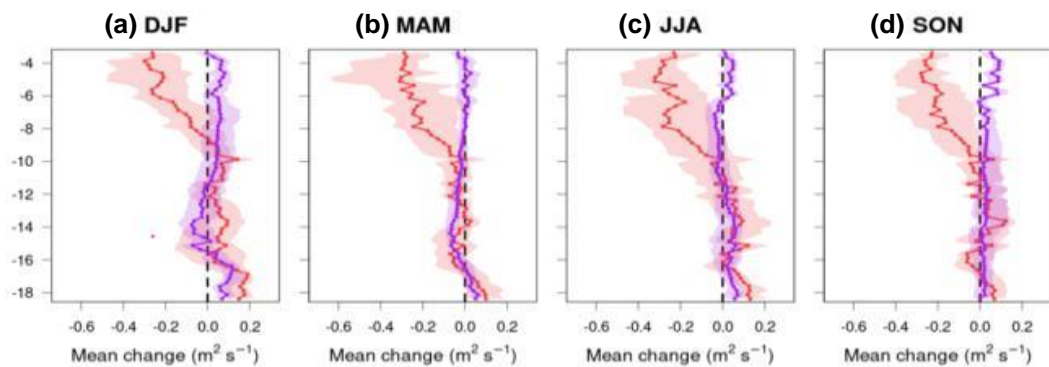 (a) DJF (b) MAM (c) JJA (d) SON
-4
-6
-8
-10
-12
-14
-16
-18
-0.6 -0.4 -0.2 0.0 0.2 -0.6 -0.4 -0.2 0.0 0.2 -0.6 -0.4 -0.2 0.0 0.2 -0.6 -0.4 -0.2 0.0 0.2
Mean change (m² s⁻¹) Mean change (m² s⁻¹) Mean change (m² s⁻¹) Mean change (m² s⁻¹)